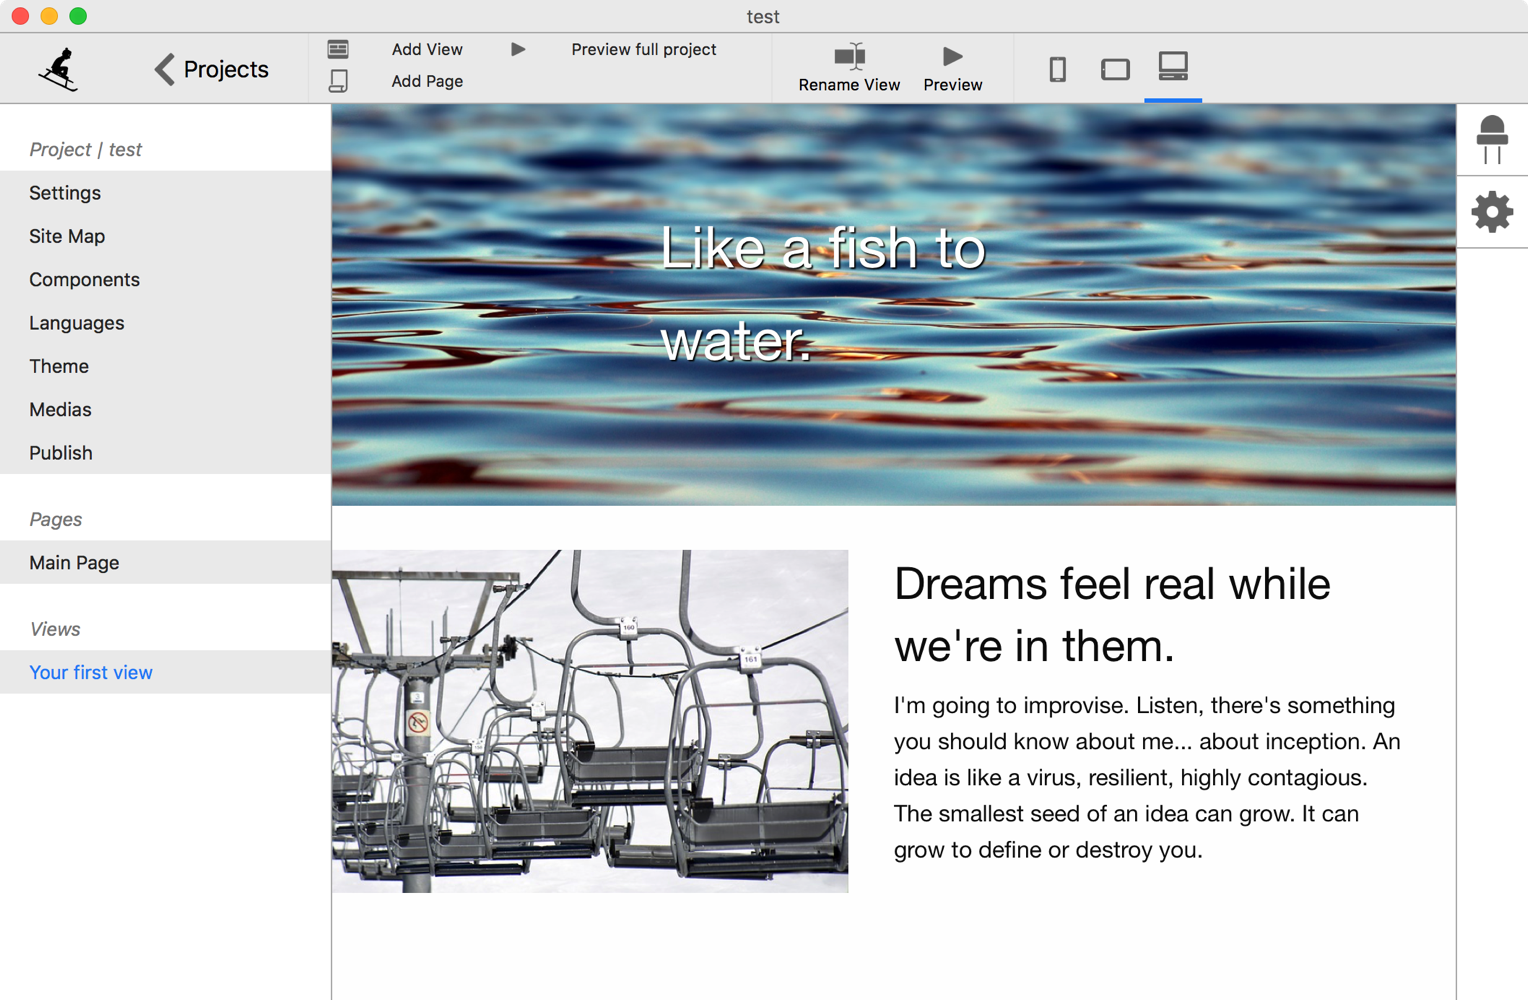 test
Projects
Add View
Preview full project
Add Page
Rename View
Preview
Project | test
Settings
Site Map
Components
Languages
Theme
Medias
Publish
Pages
Main Page
Views
Your first view
Like a fish to
water.
160
161
Dreams feel real while
we're in them.
I'm going to improvise. Listen, there's something
you should know about me... about inception. An
idea is like a virus, resilient, highly contagious.
The smallest seed of an idea can grow. It can
grow to define or destroy you.